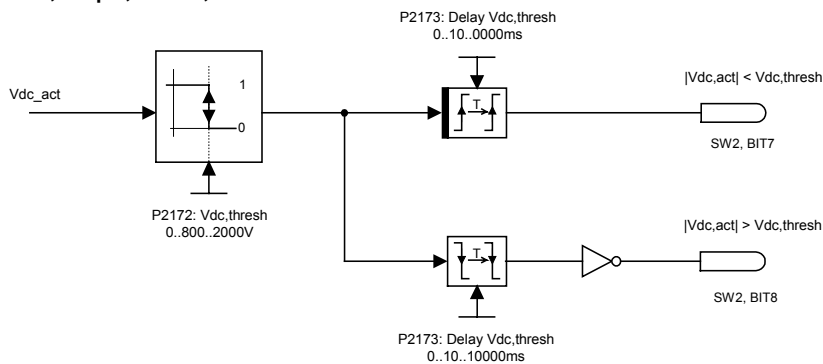 P2173: Delay Vdc,thresh
0..10..0000ms
Vdc_act
1
0
T
|Vdc,act| < Vdc,thresh
SW2, BIT7
P2172: Vdc,thresh
0..800..2000V
T
|Vdc,act| > Vdc,thresh
SW2, BIT8
P2173: Delay Vdc,thresh
0..10..10000ms